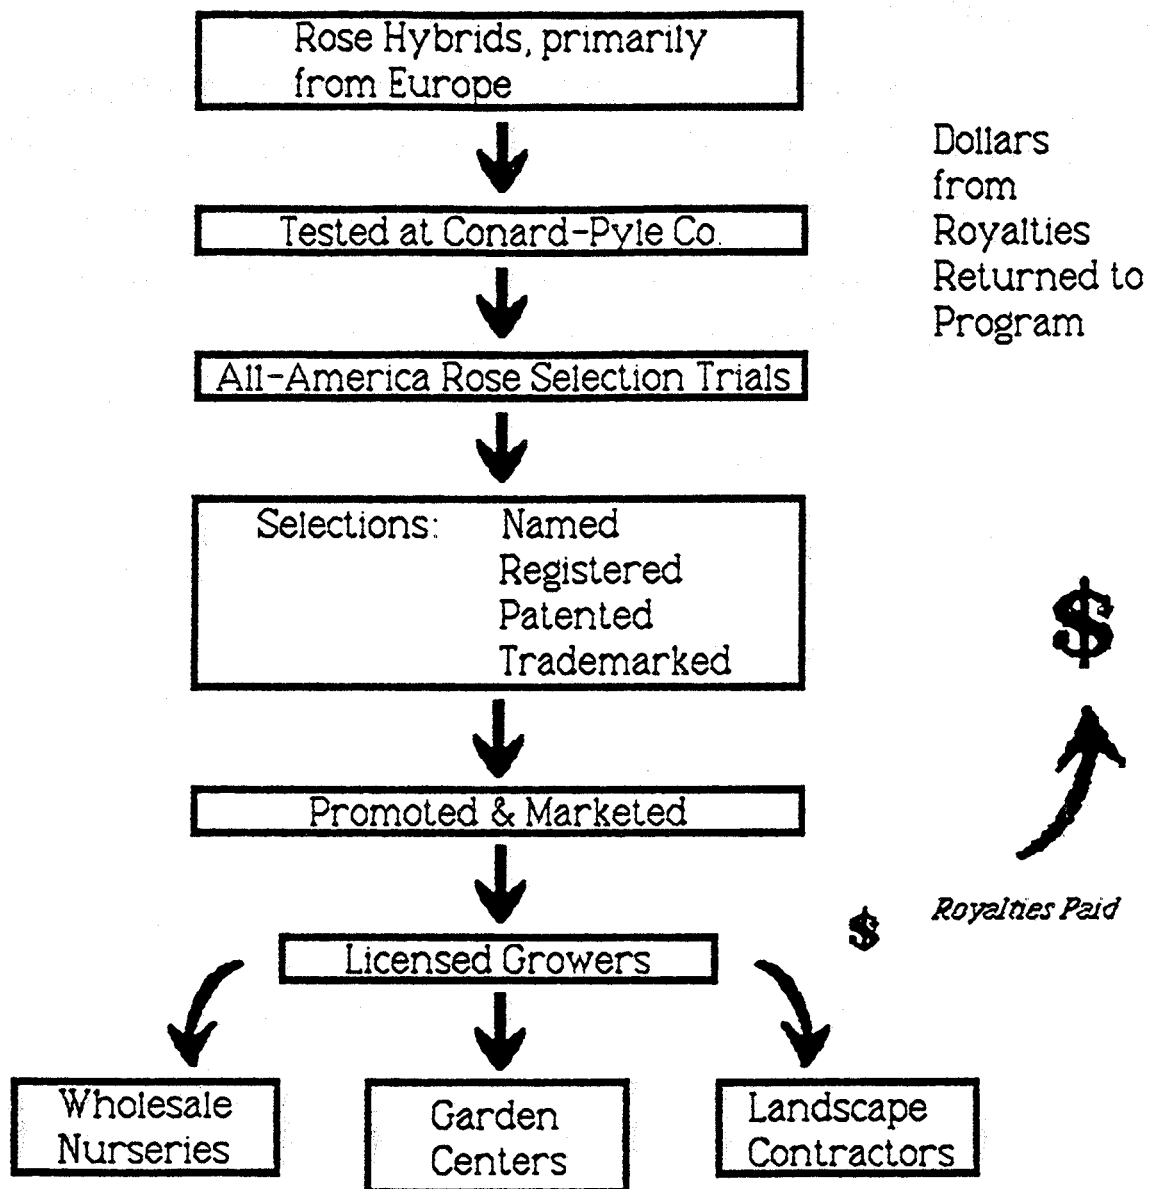 Rose Hybrids, primarily
from Europe
Dollars
from
Royalties
Returned to
Program
Tested at Conard-Pyle Co.
All-America Rose Selection Trials
Selections: Named
Registered
Patented
Trademarked
$
Promoted & Marketed
$ Royalties Paid
Licensed Growers
Wholesale
Nurseries
Garden
Centers
Landscape
Contractors